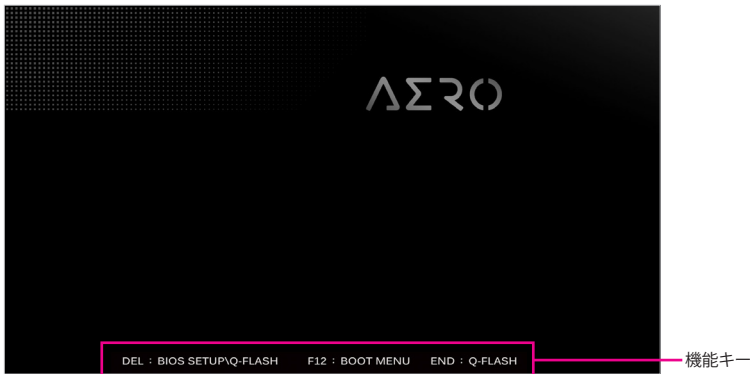 AERO
DEL : BIOS SETUP\Q-FLASH F12 : BOOT MENU END : Q-FLASH
機能キー